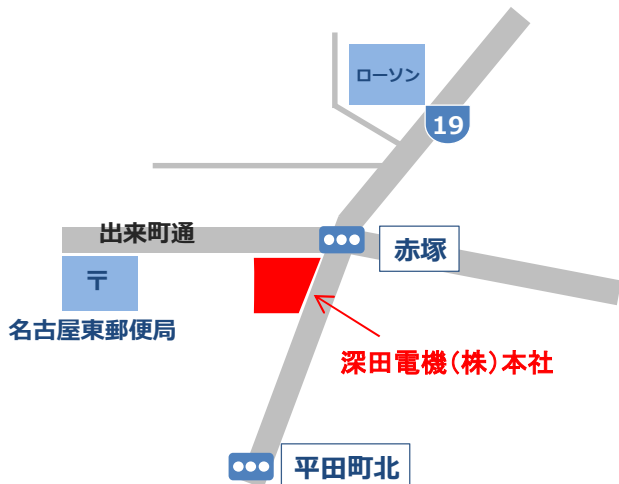 ローソン
19
出来町通
赤塚
〒
名古屋東郵便局
深田電機(株)本社
平田町北